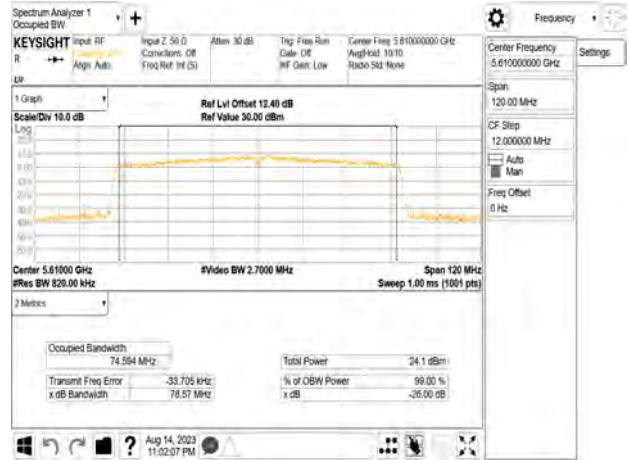 Spectrum Analyzer 1
Occupied BW
KEYSIGHT
Input: RF
Input Z: 50 Ω
Atten: 30 dB
Trig: Free Run
Center Freq: 5.610000000 GHz
Corrections: Off
Gate: Off
Avg|Hold: 10/10
R
Align: Auto
Freq Ref: Int (S)
#IF Gain: Low
Radio Std: None
1 Graph
Scale/Div 10.0 dB
Ref Lvl Offset 12.40 dB
Ref Value 30.00 dBm
Log
Center 5.61000 GHz
#Video BW 2.7000 MHz
Span 120 MHz
#Res BW 820.00 kHz
Sweep 1.00 ms (1001 pts)
2 Metrics
Occupied Bandwidth
74.594 MHz
Total Power
24.1 dBm
Transmit Freq Error
-33.705 kHz
% of OBW Power
99.00 %
x dB Bandwidth
78.57 MHz
x dB
-26.00 dB
?
Aug 14, 2023
11:02:07 PM
Frequency
Center Frequency
5.610000000 GHz
Settings
Span
120.00 MHz
CF Step
12.000000 MHz
Auto
Man
Freq Offset
0 Hz